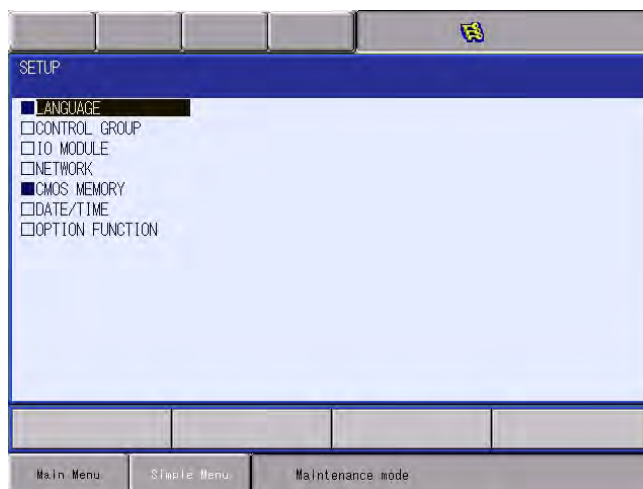 SETUP
LANGUAGE
CONTROL GROUP
IO MODULE
NETWORK
CMOS MEMORY
DATE/TIME
OPTION FUNCTION
Main Menu Simple Menu Maintenance mode